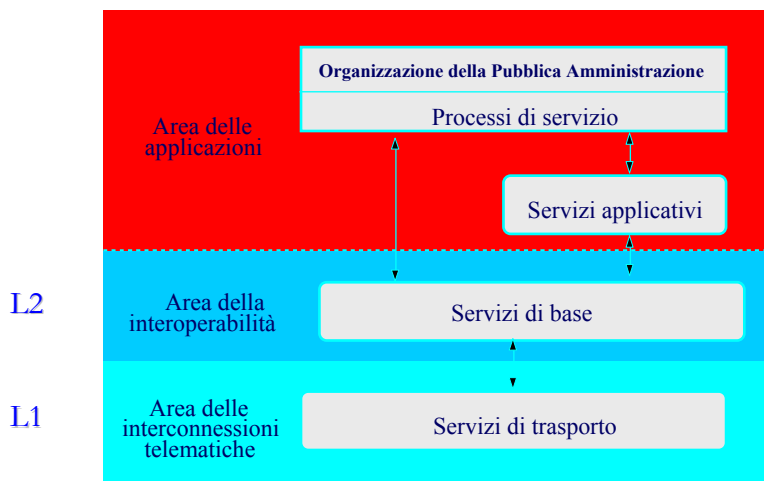 Organizzazione della Pubblica Amministrazione
Processi di servizio
Area delle
applicazioni
Servizi applicativi
L2
Area della
interoperabilità
Servizi di base
L1
Area delle
interconnessioni
telematiche
Servizi di trasporto